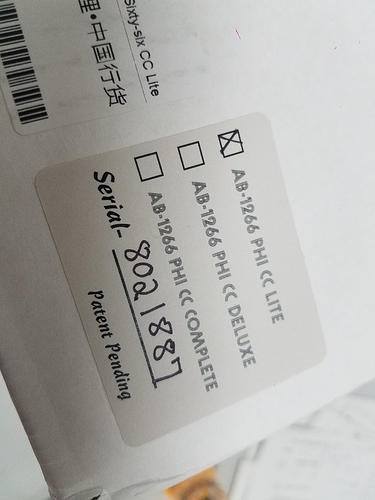 Sixty-six CC Lite
理·中国行货
AB-1266 PHI CC LITE
AB-1266 PHI CC DELUXE
AB-1266 PHI CC COMPLETE
Serial- 8021887
Patent Pending